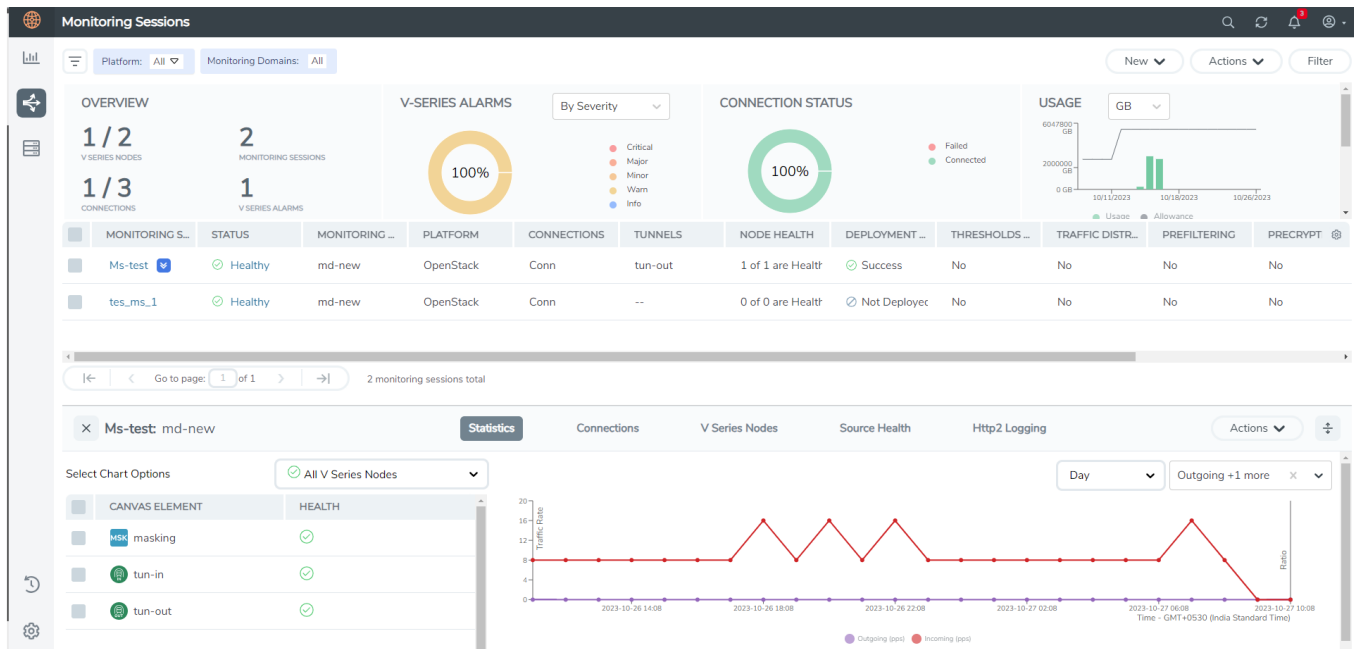 Monitoring Sessions
3
Platform: All
Monitoring Domains: All
New
Actions
Filter
OVERVIEW
1 / 2
V SERIES NODES
2
MONITORING SESSIONS
1 / 3
CONNECTIONS
1
V SERIES ALARMS
V-SERIES ALARMS
By Severity
100%
Critical
Major
Minor
Warn
Info
CONNECTION STATUS
100%
Failed
Connected
USAGE
GB
6047800
GB
2000000
GB
0 GB
10/11/2023 10/18/2023 10/26/2023
Usage Allowance
MONITORING S... STATUS MONITORING ... PLATFORM CONNECTIONS TUNNELS NODE HEALTH DEPLOYMENT ... THRESHOLDS ... TRAFFIC DISTR... PREFILTERING PRECRYPT
Ms-test Healthy md-new OpenStack Conn tun-out 1 of 1 are Health Success No No No No
tes_ms_1 Healthy md-new OpenStack Conn -- 0 of 0 are Health Not Deployed No No No No
Go to page: 1 of 1
2 monitoring sessions total
Ms-test: md-new
Statistics
Connections
V Series Nodes
Source Health
Http2 Logging
Actions
Select Chart Options
All V Series Nodes
Day
Outgoing +1 more
CANVAS ELEMENT HEALTH
MSK masking
tun-in
tun-out
Traffic Rate
20
16
12
8
4
0
Ratio
2023-10-26 14:08 2023-10-26 18:08 2023-10-26 22:08 2023-10-27 02:08 2023-10-27 06:08 2023-10-27 10:08
Time - GMT+0530 (India Standard Time)
Outgoing (pps) Incoming (pps)